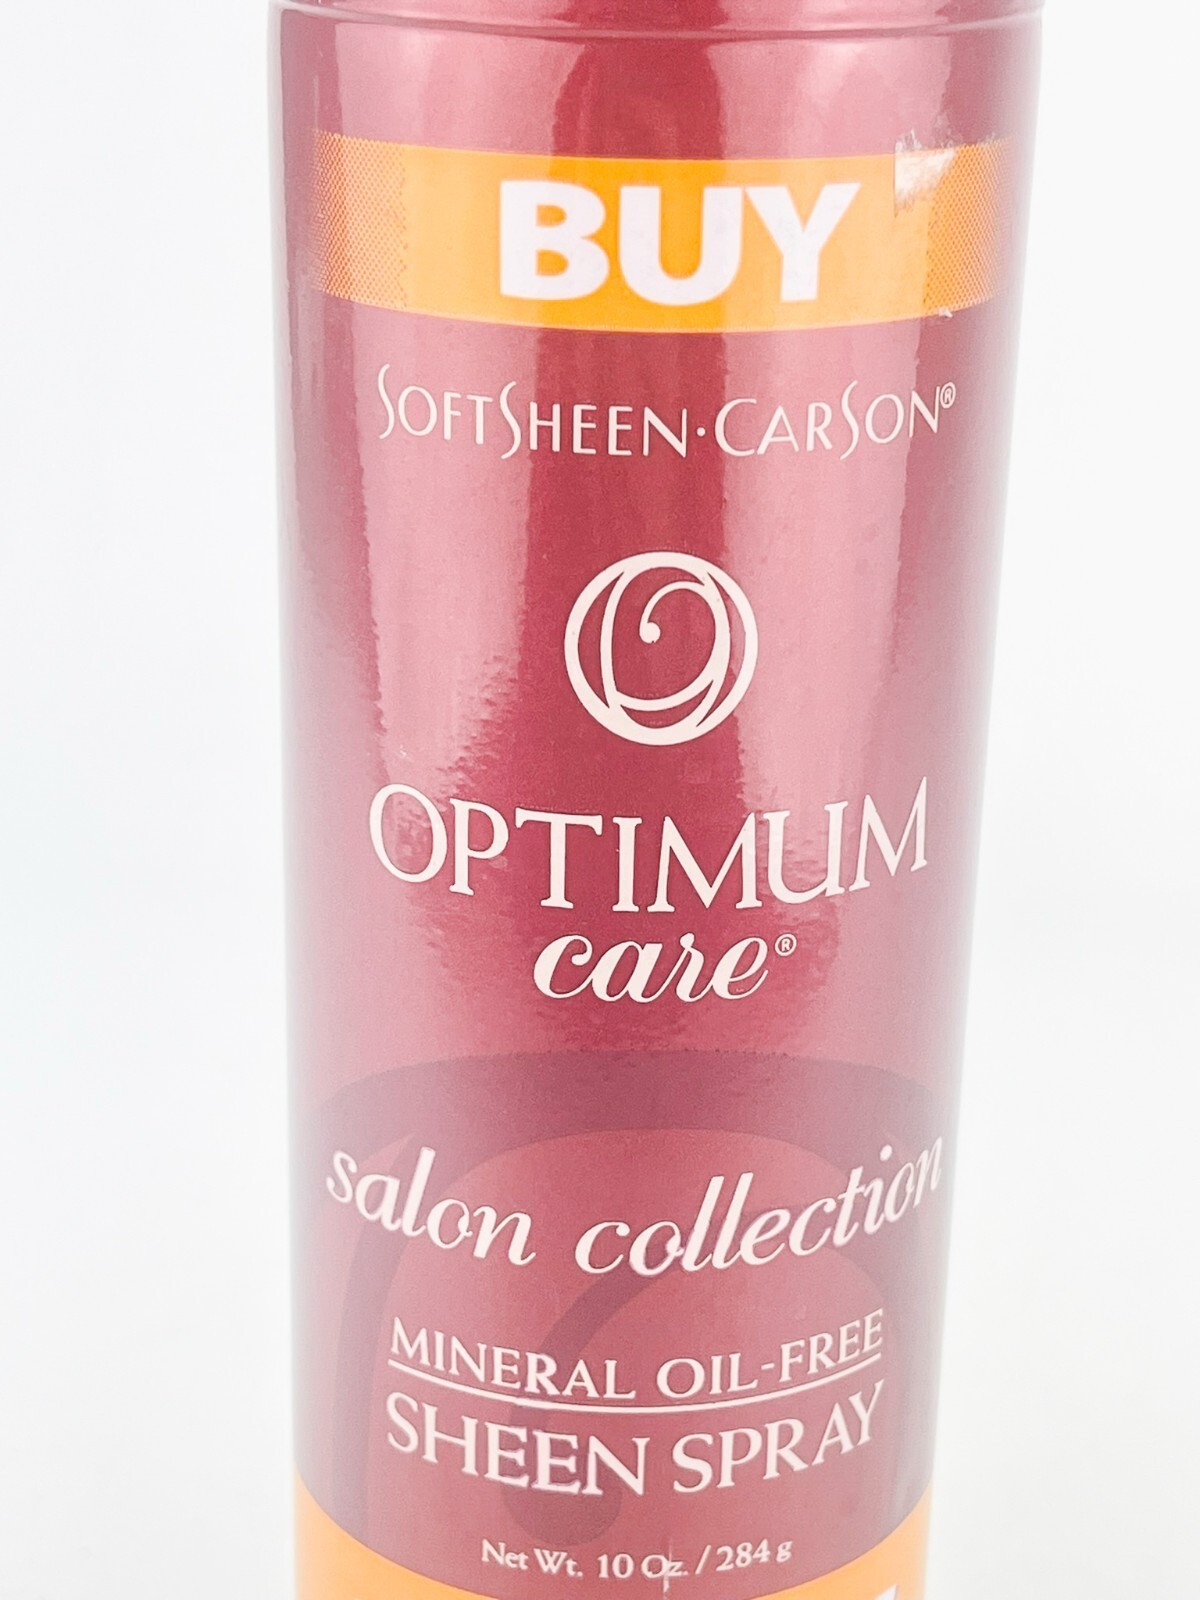 BUY
SOFTSHEEN·CARSON®
OPTIMUM
care®
salon collection
MINERAL OIL-FREE
SHEEN SPRAY
Net Wt. 10 Oz. / 284 g